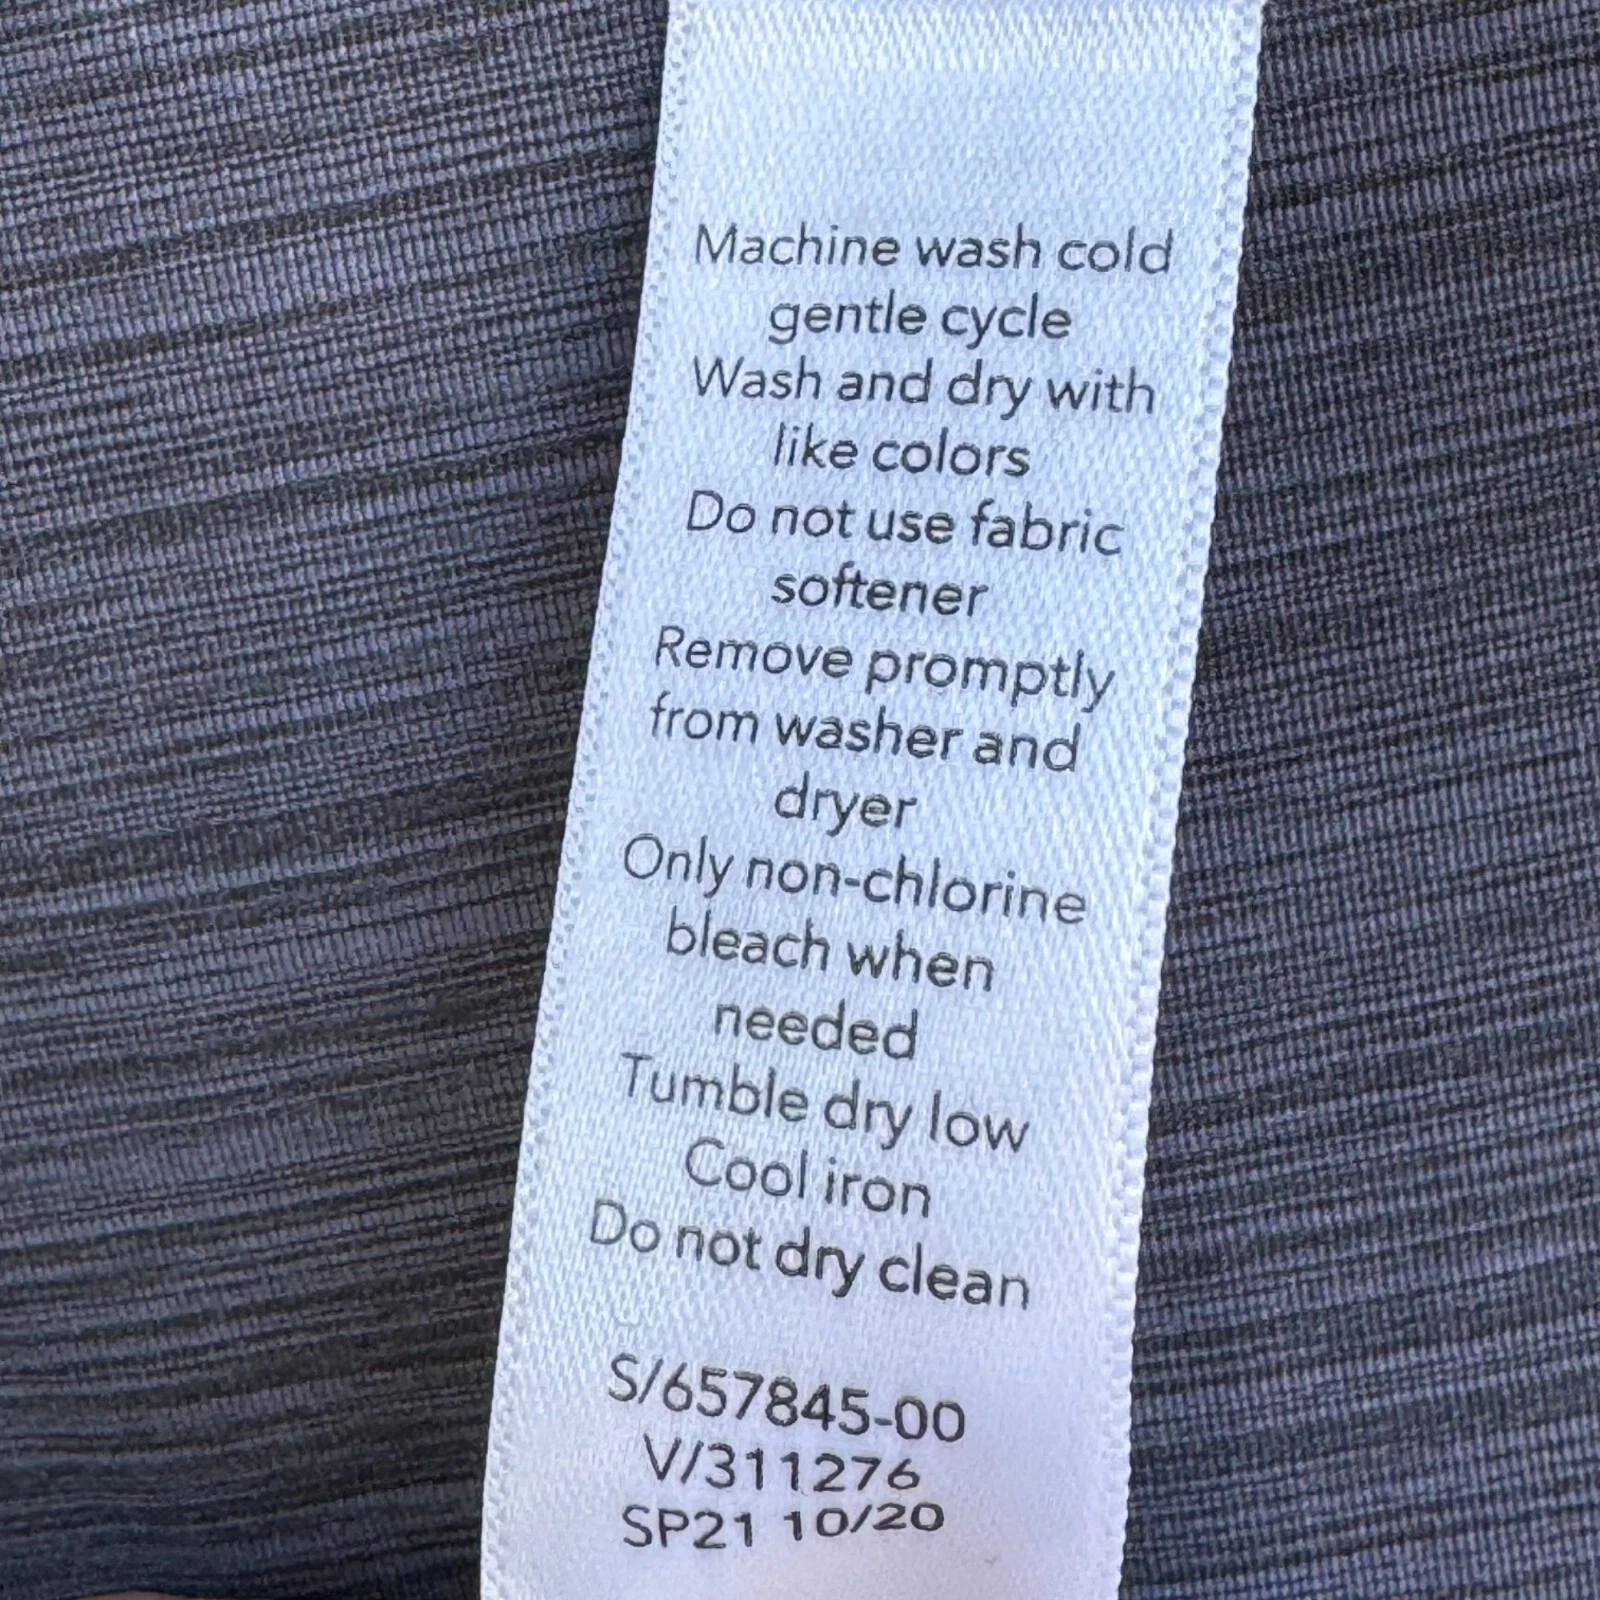 Machine wash cold
gentle cycle
Wash and dry with
like colors
Do not use fabric
softener
Remove promptly
from washer and
dryer
Only non-chlorine
bleach when
needed
Tumble dry low
Cool iron
Do not dry clean
S/657845-00
V/311276
SP21 10/20